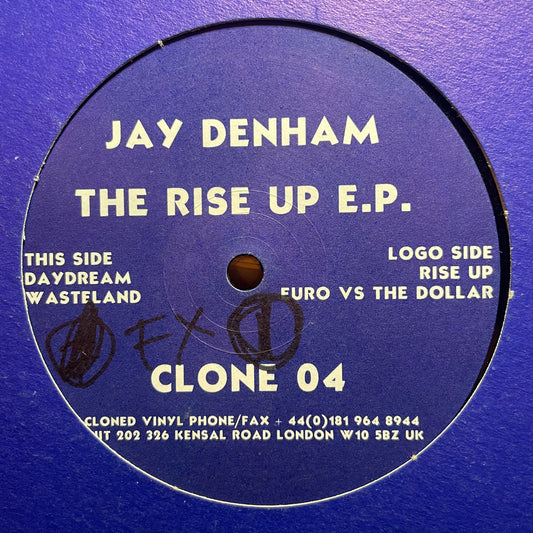 JAY DENHAM
THE RISE UP E.P.
THIS SIDE
DAYDREAM
WASTELAND
LOGO SIDE
RISE UP
EURO VS THE DOLLAR
FX 1
CLONE 04
CLONED VINYL PHONE/FAX + 44(0)181 964 8944
202 326 KENSAL ROAD LONDON W10 5BZ UK